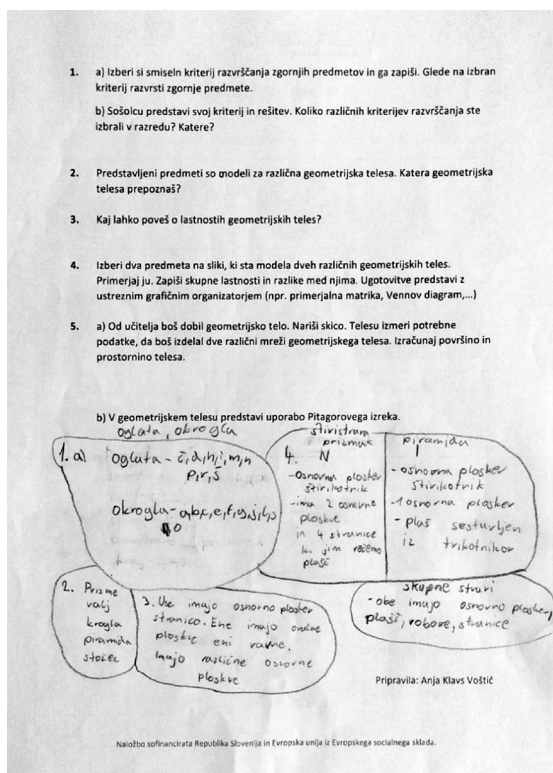 1. a) Izberi si smiseln kriterij razvrščanja zgornjih predmetov in ga zapiši. Glede na izbran
kriterij razvrsti zgornje predmete.
b) Sošolcu predstavi svoj kriterij in rešitev. Koliko različnih kriterijev razvrščanja ste
izbrali v razredu? Katere?
2. Predstavljeni predmeti so modeli za različna geometrijska telesa. Katera geometrijska
telesa prepoznaš?
3. Kaj lahko poveš o lastnostih geometrijskih teles?
4. Izberi dva predmeta na sliki, ki sta modela dveh različnih geometrijskih teles.
Primerjaj ju. Zapiši skupne lastnosti in razlike med njima. Ugotovitve predstavi z
ustreznim grafičnim organizatorjem (npr. primerjalna matrika, Vennov diagram,...)
5. a) Od učitelja boš dobil geometrijsko telo. Nariši skico. Telesu izmeri potrebne
podatke, da boš izdelal dve različni mreži geometrijskega telesa. Izračunaj površino in
prostornino telesa.
b) V geometrijskem telesu predstavi uporabo Pitagorovega izreka.
oglata, okrogla
1. a) oglata - č, d, h, i, m, n
p, r, š
okrogla -
o
4.
prizma
N
- osnovna ploskev
štirikotnik
- ima 2 osnovno
ploskve
in 4 stranice
ki jim rečemo
plašč
piramida
I
- osnovna ploskev
štirikotnik
- 1 osnovna ploskev
- plaš sestavljen
iz trikotnikov
2. Prizme
valj
krogla
piramida
stožec
3. Vse imajo osnovno ploskev
stranico. Ene imajo
ploskve eni ravne,
imajo različne osnovne
ploskve
skupne stvari
- obe imajo osnovno ploskev,
plašč, robove, stranice
Pripravila: Anja Klavs Voštić
Naložbo sofinancirata Republika Slovenija in Evropska unija iz Evropskega socialnega sklada.